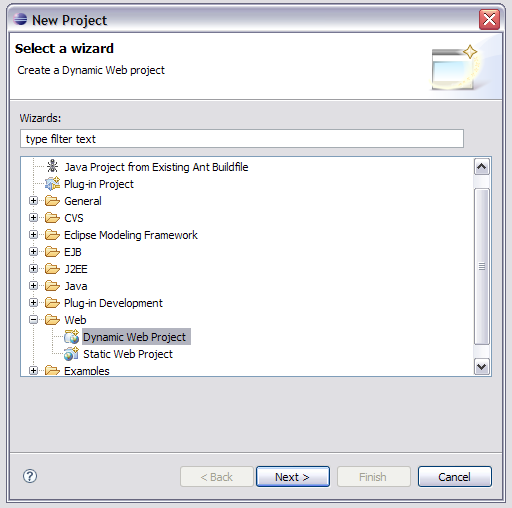 New Project
Select a wizard
Create a Dynamic Web project
Wizards:
type filter text
Java Project from Existing Ant Buildfile
Plug-in Project
General
CVS
Eclipse Modeling Framework
EJB
J2EE
Java
Plug-in Development
Web
Dynamic Web Project
Static Web Project
Examples
? < Back Next > Finish Cancel